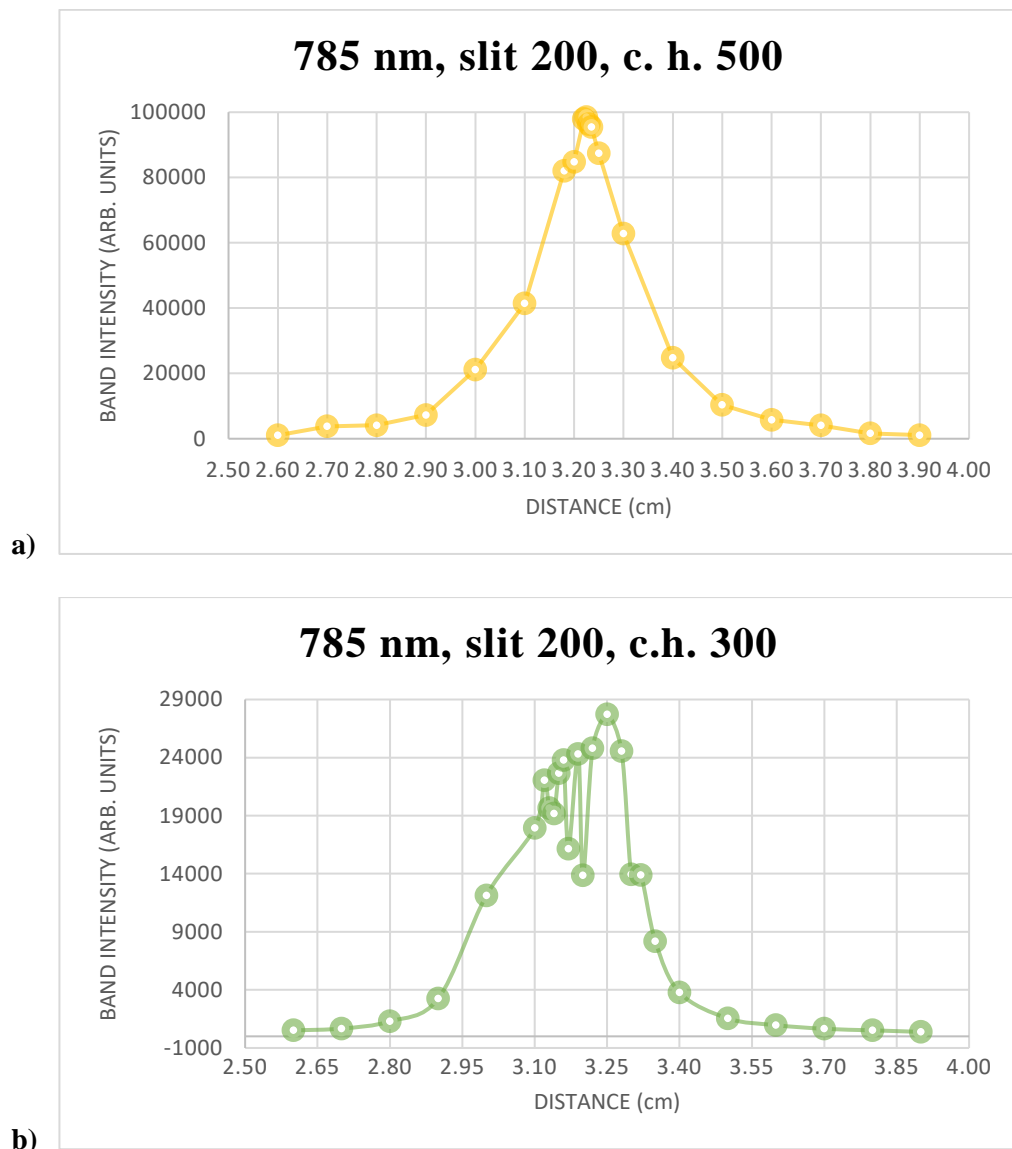 785 nm, slit 200, c. h. 500
BAND INTENSITY (ARB. UNITS)
100000
80000
60000
40000
20000
0
2.50 2.60 2.70 2.80 2.90 3.00 3.10 3.20 3.30 3.40 3.50 3.60 3.70 3.80 3.90 4.00
DISTANCE (cm)
a)
785 nm, slit 200, c.h. 300
BAND INTENSITY (ARB. UNITS)
29000
24000
19000
14000
9000
4000
-1000
2.50 2.65 2.80 2.95 3.10 3.25 3.40 3.55 3.70 3.85 4.00
DISTANCE (cm)
b)